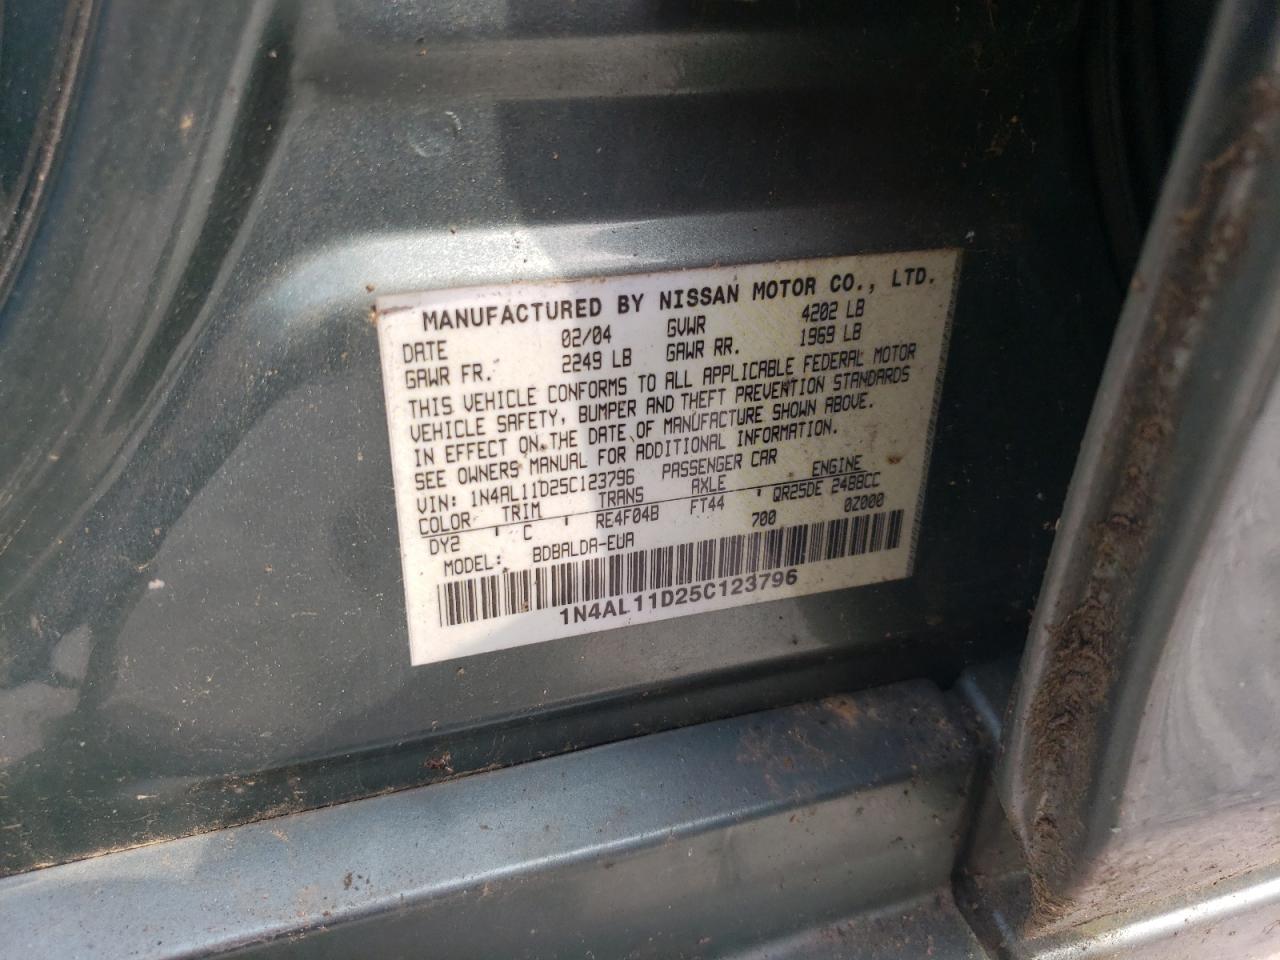 MANUFACTURED BY NISSAN MOTOR CO., LTD.
DATE 02/04 GVWR 4202 LB
GAWR FR. 2249 LB GAWR RR. 1969 LB
THIS VEHICLE CONFORMS TO ALL APPLICABLE FEDERAL MOTOR
VEHICLE SAFETY, BUMPER AND THEFT PREVENTION STANDARDS
IN EFFECT ON THE DATE OF MANUFACTURE SHOWN ABOVE.
SEE OWNERS MANUAL FOR ADDITIONAL INFORMATION.
VIN: 1N4AL11D25C123796 PASSENGER CAR
COLOR TRIM TRANS AXLE ENGINE
DY2 C RE4F04B FT44 QR25DE 2488CC
MODEL: BDBALDA-EUA 700 0Z000
1N4AL11D25C123796